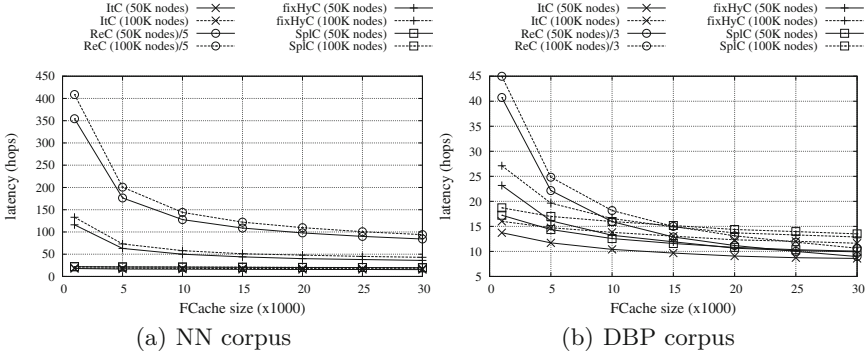 ItC (50K nodes)
ItC (100K nodes)
ReC (50K nodes)/5
ReC (100K nodes)/5
fixHyC (50K nodes)
fixHyC (100K nodes)
SplC (50K nodes)
SplC (100K nodes)
450
400
350
300
250
200
150
100
50
0
latency (hops)
0 5 10 15 20 25 30
FCache size (x1000)
(a) NN corpus
ItC (50K nodes)
ItC (100K nodes)
ReC (50K nodes)/3
ReC (100K nodes)/3
fixHyC (50K nodes)
fixHyC (100K nodes)
SplC (50K nodes)
SplC (100K nodes)
45
40
35
30
25
20
15
10
5
latency (hops)
0 5 10 15 20 25 30
FCache size (x1000)
(b) DBP corpus